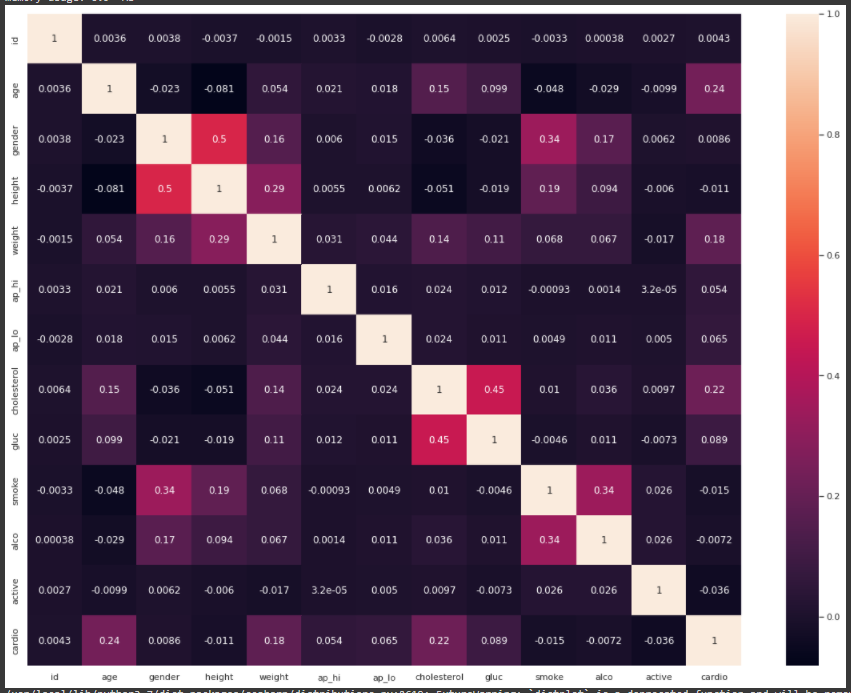 id 1 0.0036 0.0038 -0.0037 -0.0015 0.0033 -0.0028 0.0064 0.0025 -0.0033 0.00038 0.0027 0.0043
age 0.0036 1 -0.023 -0.081 0.054 0.021 0.018 0.15 0.099 -0.048 -0.029 -0.0099 0.24
gender 0.0038 -0.023 1 0.5 0.16 0.006 0.015 -0.036 -0.021 0.34 0.17 0.0062 0.0086
height -0.0037 -0.081 0.5 1 0.29 0.0055 0.0062 -0.051 -0.019 0.19 0.094 -0.006 -0.011
weight -0.0015 0.054 0.16 0.29 1 0.031 0.044 0.14 0.11 0.068 0.067 -0.017 0.18
ap_hi 0.0033 0.021 0.006 0.0055 0.031 1 0.016 0.024 0.012 -0.00093 0.0014 3.2e-05 0.054
ap_lo -0.0028 0.018 0.015 0.0062 0.044 0.016 1 0.024 0.011 0.0049 0.011 0.005 0.065
cholesterol 0.0064 0.15 -0.036 -0.051 0.14 0.024 0.024 1 0.45 0.01 0.036 0.0097 0.22
gluc 0.0025 0.099 -0.021 -0.019 0.11 0.012 0.011 0.45 1 -0.0046 0.011 -0.0073 0.089
smoke -0.0033 -0.048 0.34 0.19 0.068 -0.00093 0.0049 0.01 -0.0046 1 0.34 0.026 -0.015
alco 0.00038 -0.029 0.17 0.094 0.067 0.0014 0.011 0.036 0.011 0.34 1 0.026 -0.0072
active 0.0027 -0.0099 0.0062 -0.006 -0.017 3.2e-05 0.005 0.0097 -0.0073 0.026 0.026 1 -0.036
cardio 0.0043 0.24 0.0086 -0.011 0.18 0.054 0.065 0.22 0.089 -0.015 -0.0072 -0.036 1
id age gender height weight ap_hi ap_lo cholesterol gluc smoke alco active cardio
1.0
0.8
0.6
0.4
0.2
0.0